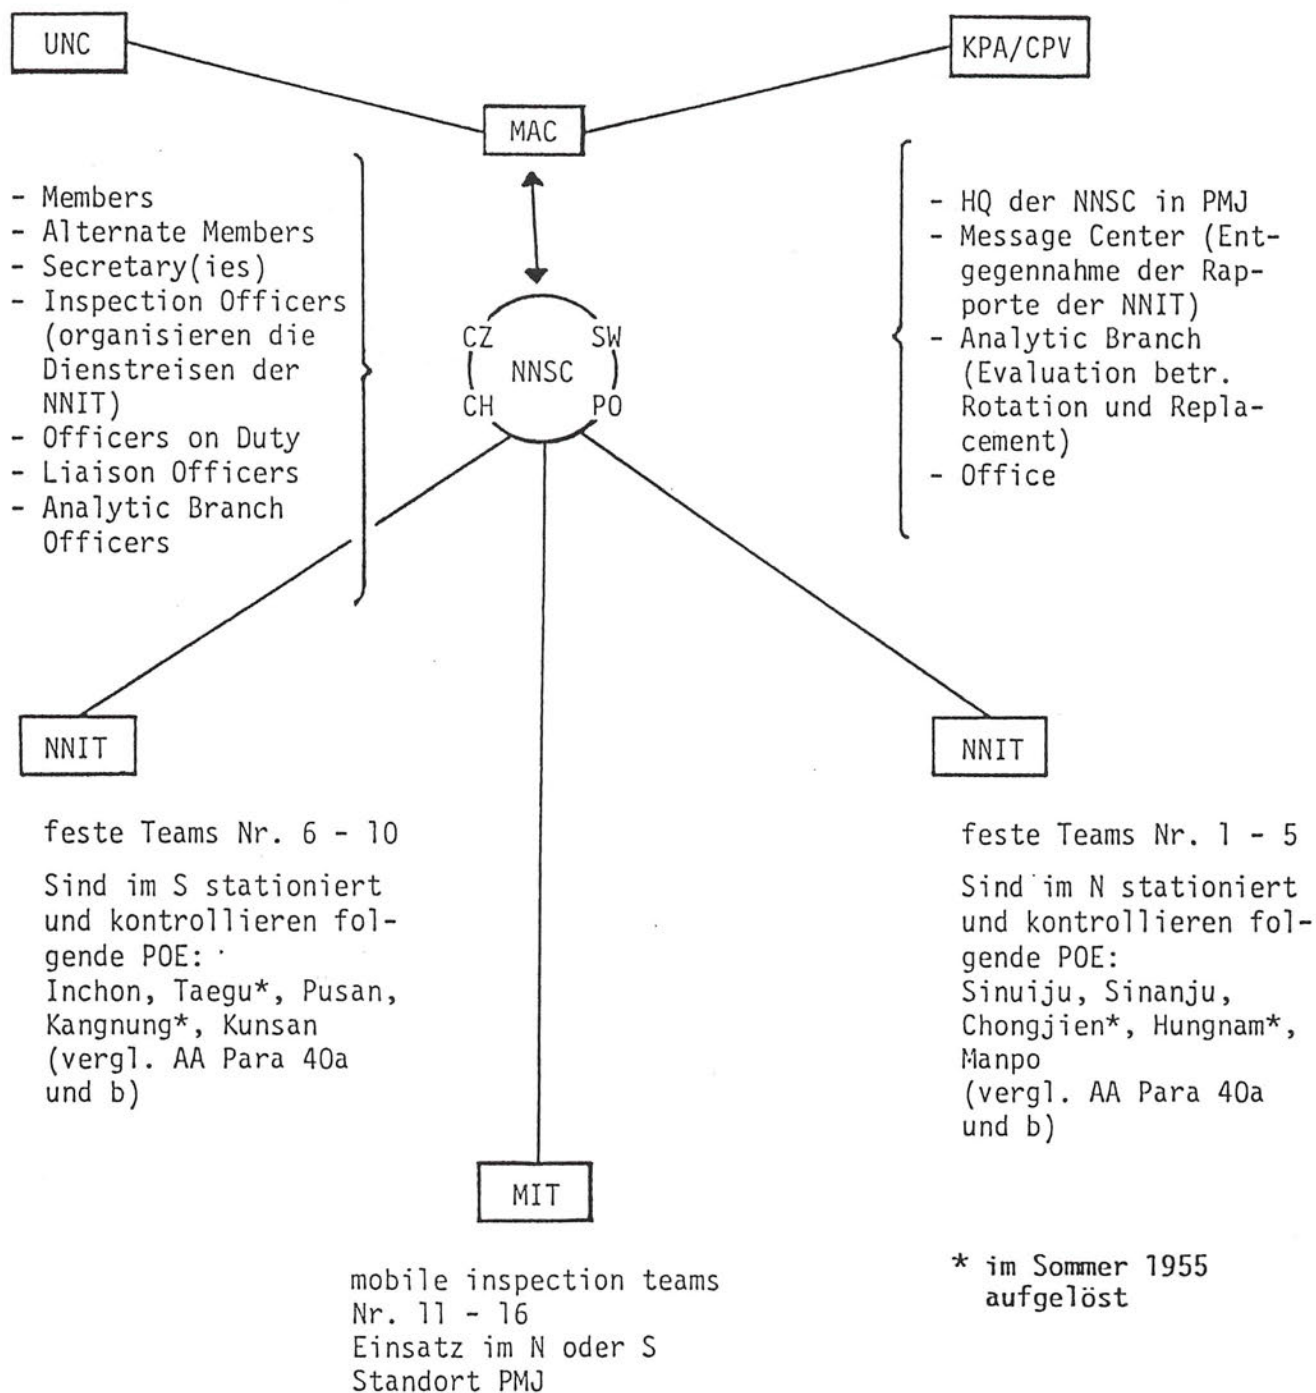 UNC
KPA/CPV
MAC
- Members
- Alternate Members
- Secretary(ies)
- Inspection Officers
(organisieren die
Dienstreisen der
NNIT)
- Officers on Duty
- Liaison Officers
- Analytic Branch
Officers
- HQ der NNSC in PMJ
- Message Center (Ent-
gegennahme der Rap-
porte der NNIT)
- Analytic Branch
(Evaluation betr.
Rotation und Repla-
cement)
- Office
CZ SW
NNSC
CH PO
NNIT
feste Teams Nr. 6 - 10
Sind im S stationiert
und kontrollieren fol-
gende POE:
Inchon, Taegu*, Pusan,
Kangnung*, Kunsan
(vergl. AA Para 40a
und b)
NNIT
feste Teams Nr. 1 - 5
Sind im N stationiert
und kontrollieren fol-
gende POE:
Sinuiju, Sinanju,
Chongjien*, Hungnam*,
Manpo
(vergl. AA Para 40a
und b)
MIT
mobile inspection teams
Nr. 11 - 16
Einsatz im N oder S
Standort PMJ
* im Sommer 1955
aufgelöst